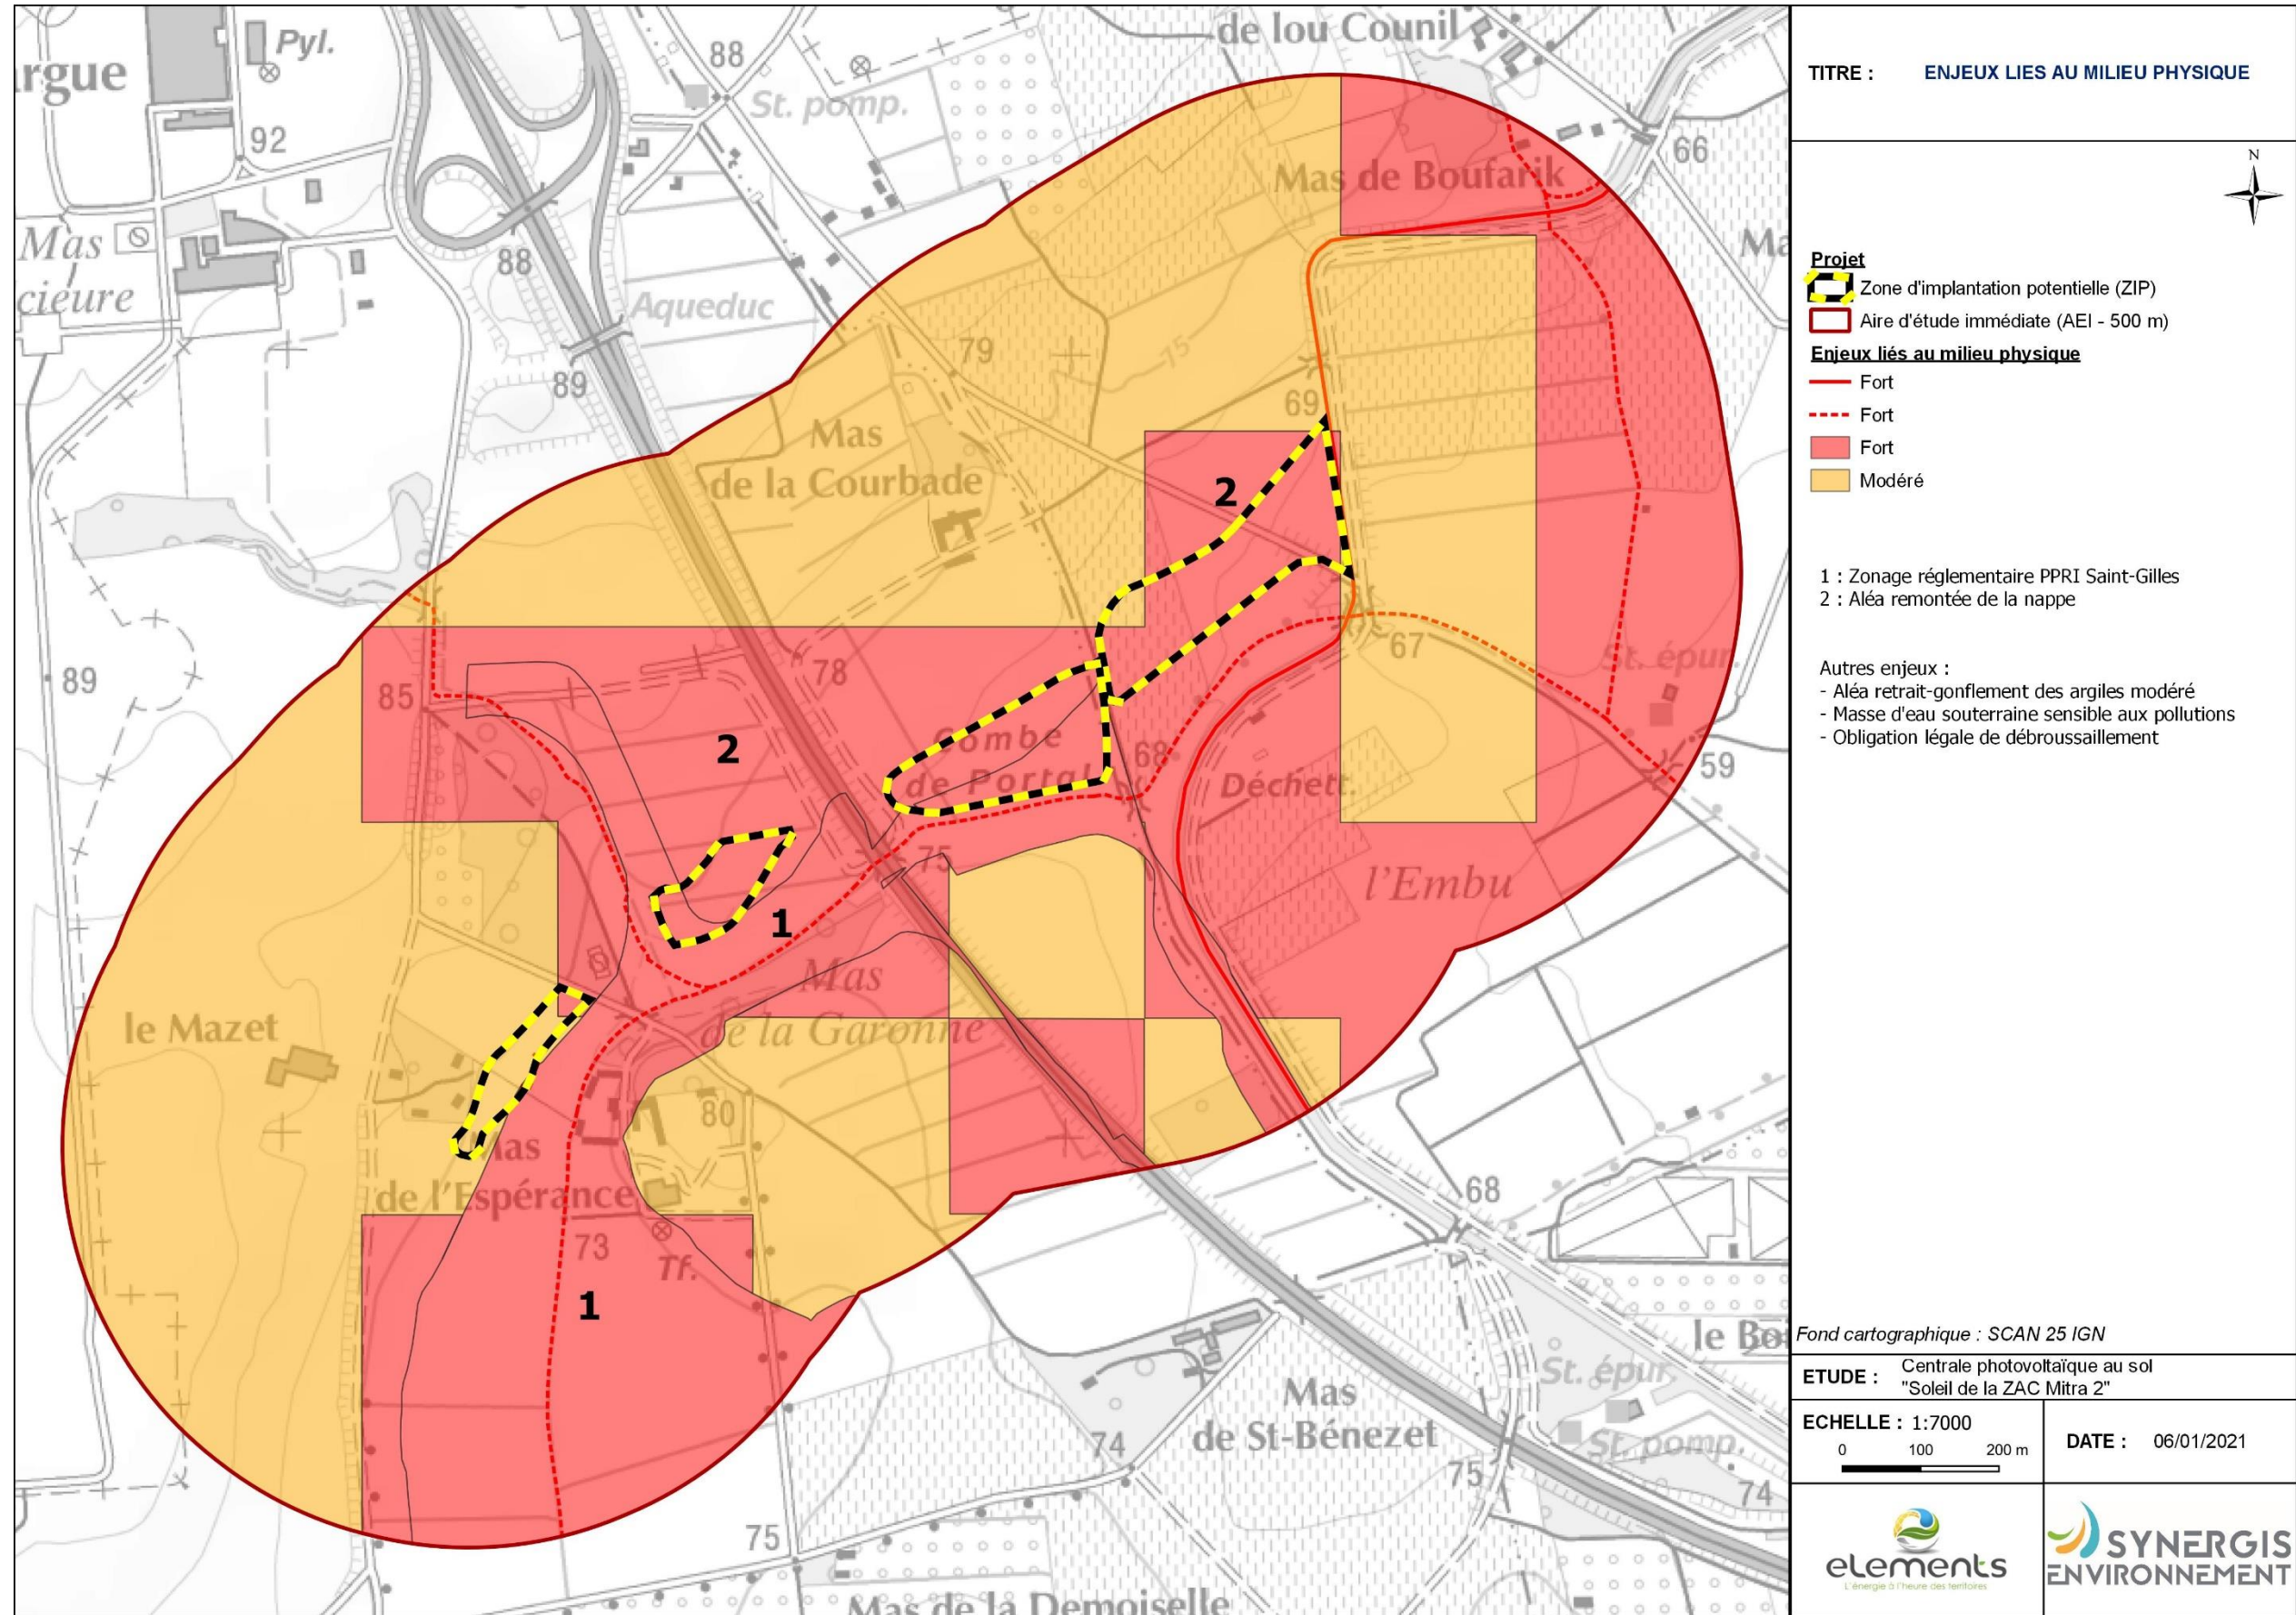 rgue
Pyl.
92
88
St. pomp.
de lou Counil
Mas de Boufarik
66
Mas
cieure
88
Aqueduc
89
79
75
69
Mas
de la Courbade
2
89
85
78
67
St. épur.
59
2
Combe
de Portal
68
Déchett.
75
l'Embu
1
Mas
de la Garonne
le Mazet
80
Mas
de l'Espérance
73
Tf.
1
68
le Bo
Mas
de St-Bénezet
St. épur.
St. pomp.
74
75
74
75
Mas de la Demoiselle
TITRE : ENJEUX LIES AU MILIEU PHYSIQUE
N
Projet
Zone d'implantation potentielle (ZIP)
Aire d'étude immédiate (AEI - 500 m)
Enjeux liés au milieu physique
Fort
Fort
Fort
Modéré
1 : Zonage réglementaire PPRI Saint-Gilles
2 : Aléa remontée de la nappe
Autres enjeux :
- Aléa retrait-gonflement des argiles modéré
- Masse d'eau souterraine sensible aux pollutions
- Obligation légale de débroussaillement
Fond cartographique : SCAN 25 IGN
ETUDE : Centrale photovoltaïque au sol
"Soleil de la ZAC Mitra 2"
ECHELLE : 1:7000
0 100 200 m
DATE : 06/01/2021
elements
L'énergie à l'heure des territoires
SYNERGIS
ENVIRONNEMENT